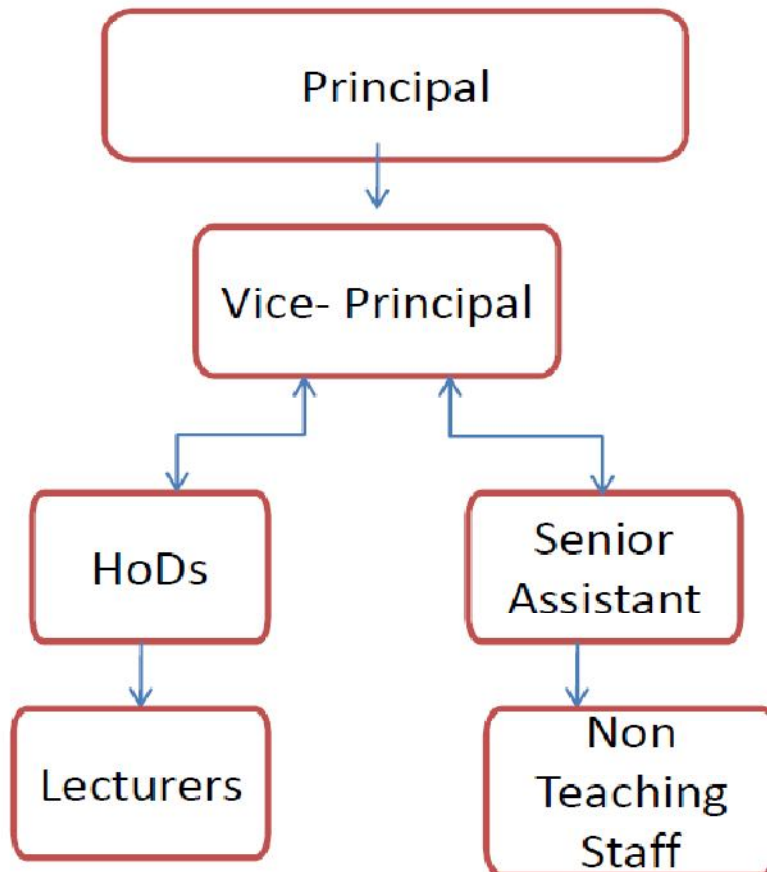 Principal
Vice- Principal
HoDs
Senior
Assistant
Lecturers
Non
Teaching
Staff